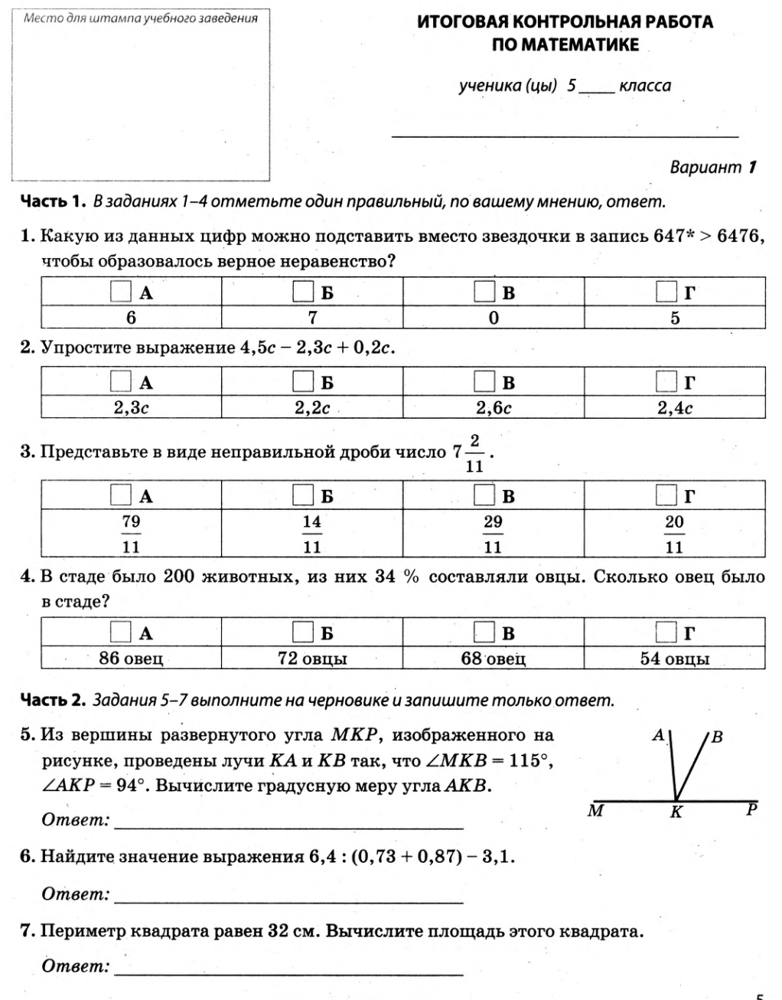 Место для штампа учебного заведения
ИТОГОВАЯ КОНТРОЛЬНАЯ РАБОТА
ПО МАТЕМАТИКЕ
ученика (цы) 5 ____ класса
Вариант 1
Часть 1. В заданиях 1–4 отметьте один правильный, по вашему мнению, ответ.
1. Какую из данных цифр можно подставить вместо звездочки в запись 647* > 6476,
чтобы образовалось верное неравенство?
А Б В Г
6 7 0 5
2. Упростите выражение 4,5c − 2,3c + 0,2c.
А Б В Г
2,3c 2,2c 2,6c 2,4c
3. Представьте в виде неправильной дроби число 7 2/11 .
А Б В Г
79/11 14/11 29/11 20/11
4. В стаде было 200 животных, из них 34 % составляли овцы. Сколько овец было
в стаде?
А Б В Г
86 овец 72 овцы 68 овец 54 овцы
Часть 2. Задания 5–7 выполните на черновике и запишите только ответ.
5. Из вершины развернутого угла MKP, изображенного на
рисунке, проведены лучи KA и KB так, что ∠MKB = 115°,
∠AKP = 94°. Вычислите градусную меру угла AKB.
A B
M K P
Ответ:
6. Найдите значение выражения 6,4 : (0,73 + 0,87) − 3,1.
Ответ:
7. Периметр квадрата равен 32 см. Вычислите площадь этого квадрата.
Ответ:
5